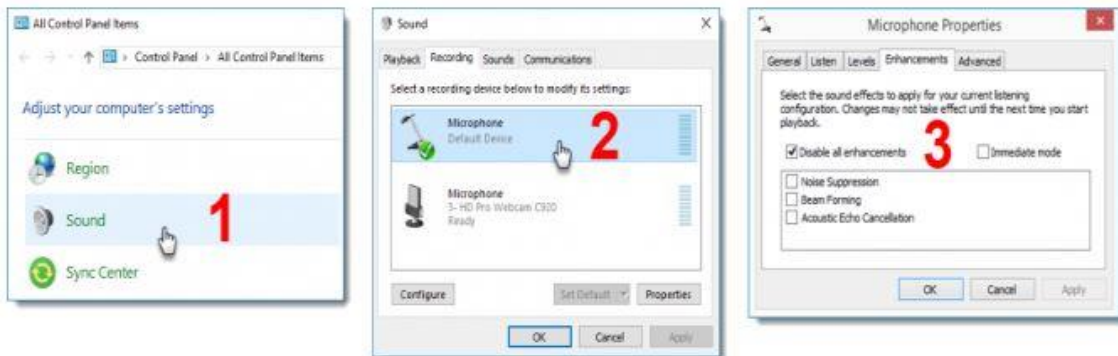 All Control Panel Items
Control Panel > All Control Panel Items
Adjust your computer's settings
Region
Sound
1
Sync Center
Sound
Playback Recording Sounds Communications
Select a recording device below to modify its settings:
Microphone
Default Device
2
Microphone
3- HD Pro Webcam C920
Ready
Configure Set Default Properties
OK Cancel Apply
Microphone Properties
General Listen Levels Enhancements Advanced
Select the sound effects to apply for your current listening
configuration. Changes may not take effect until the next time you start
playback.
Disable all enhancements 3 Immediate mode
Noise Suppression
Beam Forming
Acoustic Echo Cancellation
OK Cancel Apply